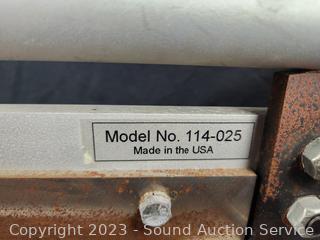 Model No. 114-025
Made in the USA
Copyright 2023 - Sound Auction Service